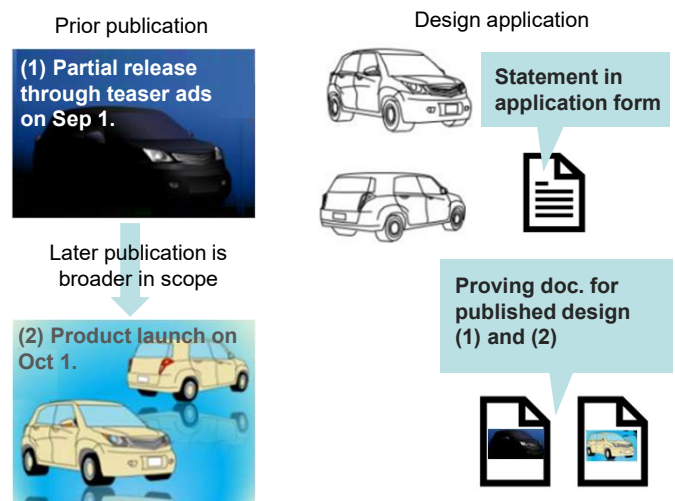 Prior publication
Design application
(1) Partial release
through teaser ads
on Sep 1.
Statement in
application form
Later publication is
broader in scope
(2) Product launch on
Oct 1.
Proving doc. for
published design
(1) and (2)